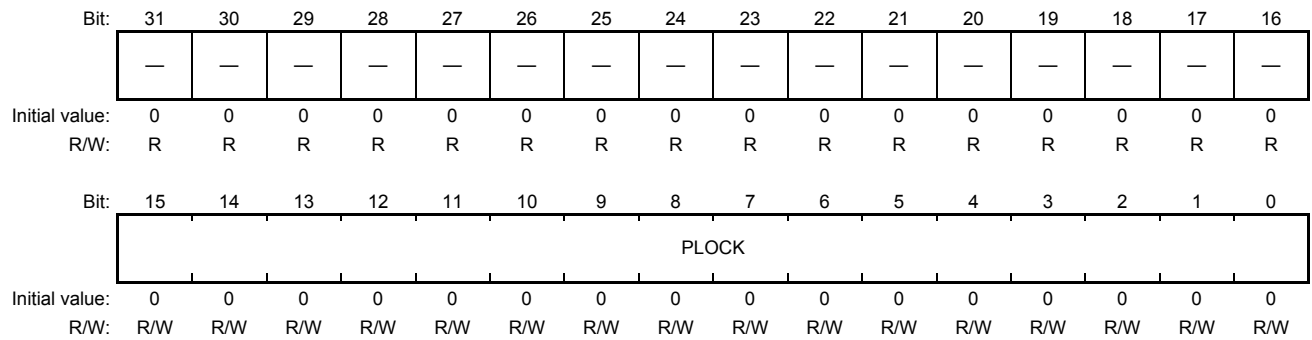 Bit: 31 30 29 28 27 26 25 24 23 22 21 20 19 18 17 16
— — — — — — — — — — — — — — — —
Initial value: 0 0 0 0 0 0 0 0 0 0 0 0 0 0 0 0
R/W: R R R R R R R R R R R R R R R R
Bit: 15 14 13 12 11 10 9 8 7 6 5 4 3 2 1 0
PLOCK
Initial value: 0 0 0 0 0 0 0 0 0 0 0 0 0 0 0 0
R/W: R/W R/W R/W R/W R/W R/W R/W R/W R/W R/W R/W R/W R/W R/W R/W R/W